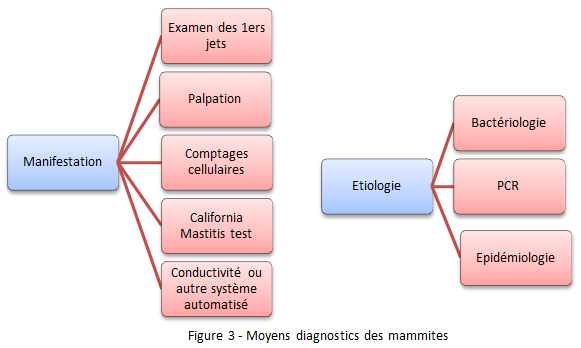 Manifestation
Examen des 1ers
jets
Palpation
Comptages
cellulaires
California
Mastitis test
Conductivité ou
autre système
automatisé
Etiologie
Bactériologie
PCR
Epidémiologie
Figure 3 - Moyens diagnostics des mammites